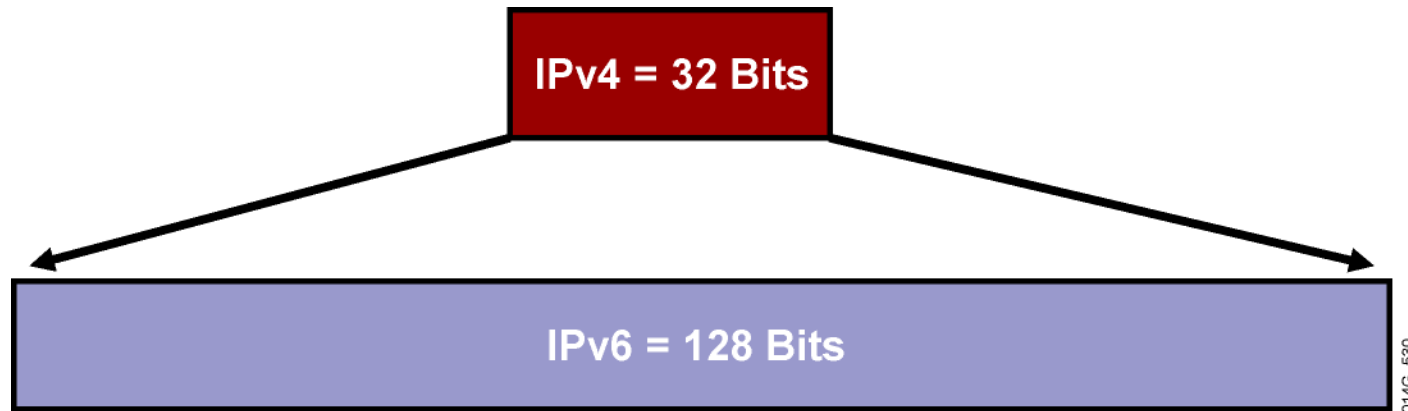 IPv4 = 32 Bits
IPv6 = 128 Bits